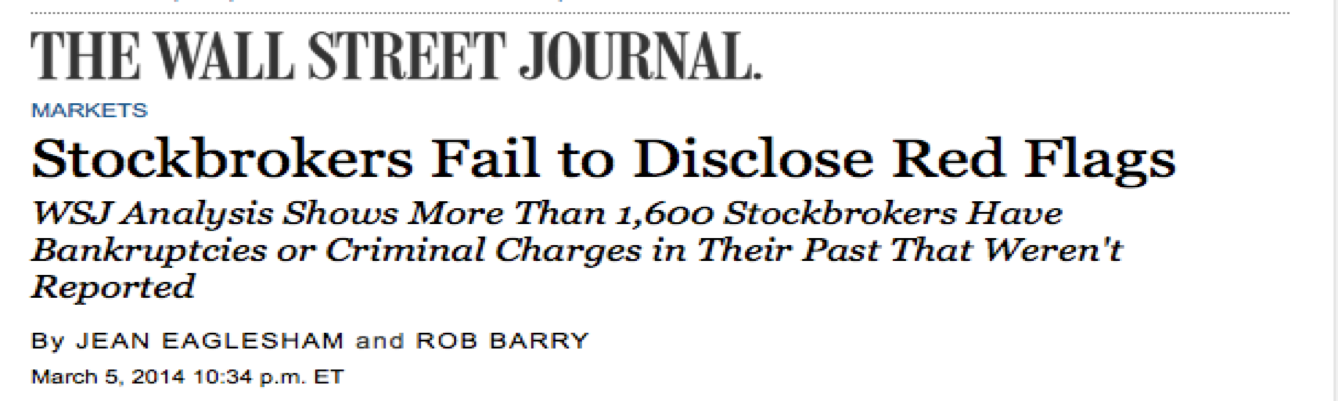 THE WALL STREET JOURNAL.
MARKETS
Stockbrokers Fail to Disclose Red Flags
WSJ Analysis Shows More Than 1,600 Stockbrokers Have
Bankruptcies or Criminal Charges in Their Past That Weren't
Reported
By JEAN EAGLESHAM and ROB BARRY
March 5, 2014 10:34 p.m. ET